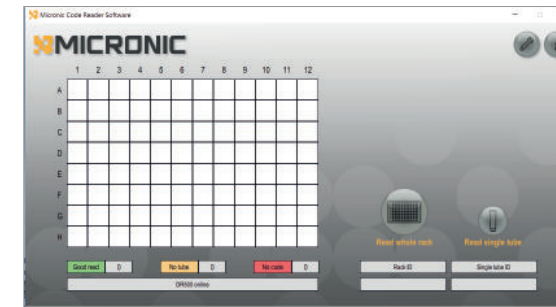 Micronic Code Reader Software
MICRONIC
1 2 3 4 5 6 7 8 9 10 11 12
A
B
C
D
E
F
G
H
Read whole rack Read single tube
Good read 0 No tube 0 No code 0 Rack ID Single tube ID
DR500 online